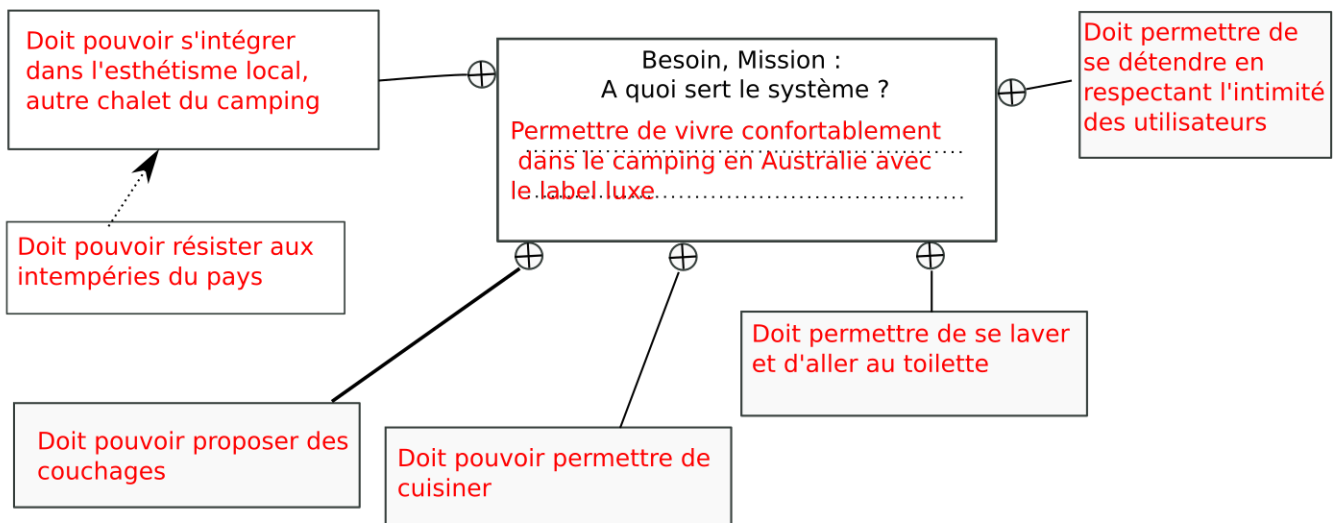 Doit pouvoir s'intégrer
dans l'esthétisme local,
autre chalet du camping
Besoin, Mission :
A quoi sert le système ?
Permettre de vivre confortablement
dans le camping en Australie avec
le label luxe
Doit permettre de
se détendre en
respectant l'intimité
des utilisateurs
Doit pouvoir résister aux
intempéries du pays
Doit permettre de se laver
et d'aller au toilette
Doit pouvoir proposer des
couchages
Doit pouvoir permettre de
cuisiner